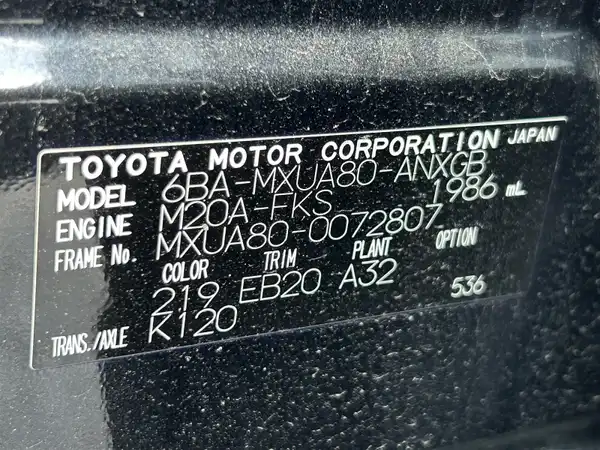 TOYOTA MOTOR CORPORATION JAPAN
MODEL 6BA-MXUA80-ANXGB
ENGINE M20A-FKS 1986 mL
FRAME No. MXUA80-0072807
COLOR TRIM PLANT OPTION
219 EB20 A32 536
TRANS./AXLE K120